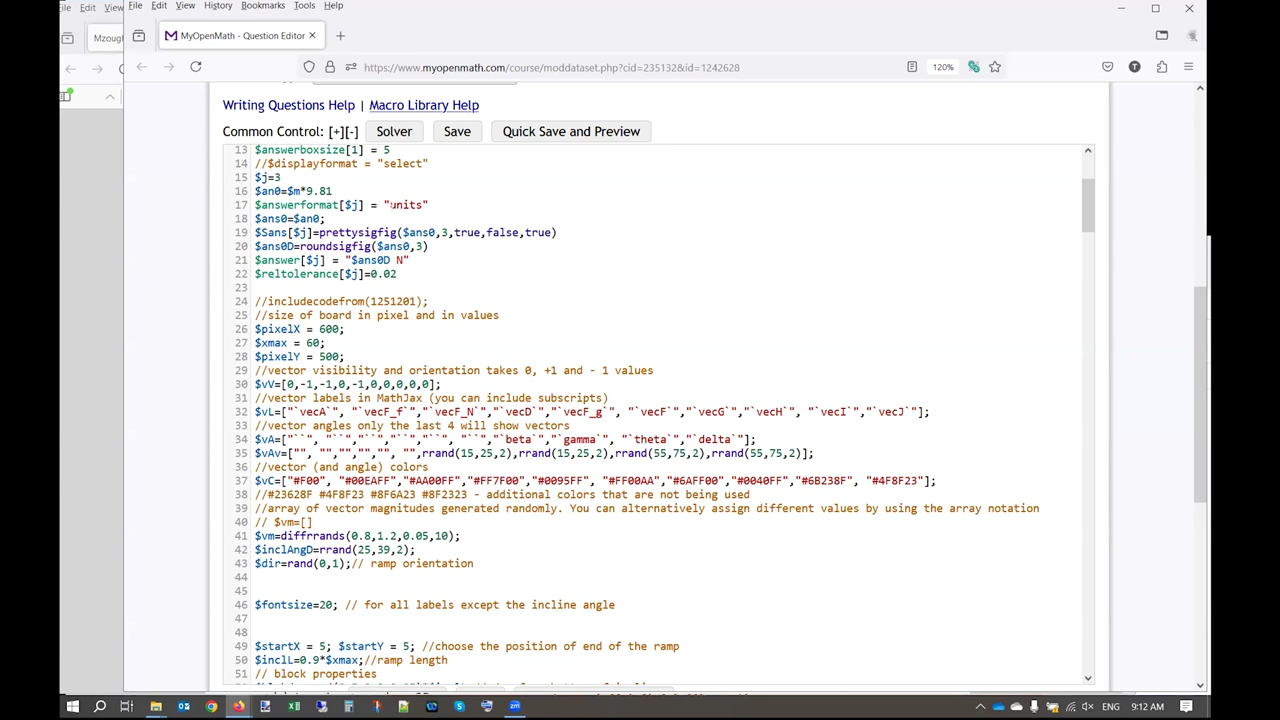 ile Edit View
File Edit View History Bookmarks Tools Help
Mzough
MyOpenMath - Question Editor
https://www.myopenmath.com/course/moddataset.php?cid=235132&id=1242628
120%
T
Writing Questions Help | Macro Library Help
Common Control: [+][-] Solver Save Quick Save and Preview
13 $answerboxsize[1] = 5
14 //$displayformat = "select"
15 $j=3
16 $an0=$m*9.81
17 $answerformat[$j] = "units"
18 $ans0=$an0;
19 $Sans[$j]=prettysigfig($ans0,3,true,false,true)
20 $ans0D=roundsigfig($ans0,3)
21 $answer[$j] = "$ans0D N"
22 $reltolerance[$j]=0.02
23
24 //includecodefrom(1251201);
25 //size of board in pixel and in values
26 $pixelX = 600;
27 $xmax = 60;
28 $pixelY = 500;
29 //vector visibility and orientation takes 0, +1 and - 1 values
30 $vV=[0,-1,-1,0,-1,0,0,0,0,0];
31 //vector labels in MathJax (you can include subscripts)
32 $vL=["`vecA`", "`vecF_f`","`vecF_N`","`vecD`","`vecF_g`", "`vecF`","`vecG`","`vecH`", "`vecI`","`vecJ`"];
33 //vector angles only the last 4 will show vectors
34 $vA=["``", "``","``","``","``", "``","`beta`","`gamma`", "`theta`","`delta`"];
35 $vAv=["", "","","","", "",rrand(15,25,2),rrand(15,25,2),rrand(55,75,2),rrand(55,75,2)];
36 //vector (and angle) colors
37 $vC=["#F00", "#00EAFF","#AA00FF","#FF7F00","#0095FF", "#FF00AA","#6AFF00","#0040FF","#6B238F", "#4F8F23"];
38 //#23628F #4F8F23 #8F6A23 #8F2323 - additional colors that are not being used
39 //array of vector magnitudes generated randomly. You can alternatively assign different values by using the array notation
40 // $vm=[]
41 $vm=diffrrands(0.8,1.2,0.05,10);
42 $inclAngD=rrand(25,39,2);
43 $dir=rand(0,1);// ramp orientation
44
45
46 $fontsize=20; // for all labels except the incline angle
47
48
49 $startX = 5; $startY = 5; //choose the position of end of the ramp
50 $inclL=0.9*$xmax;//ramp length
51 // block properties
ENG 9:12 AM